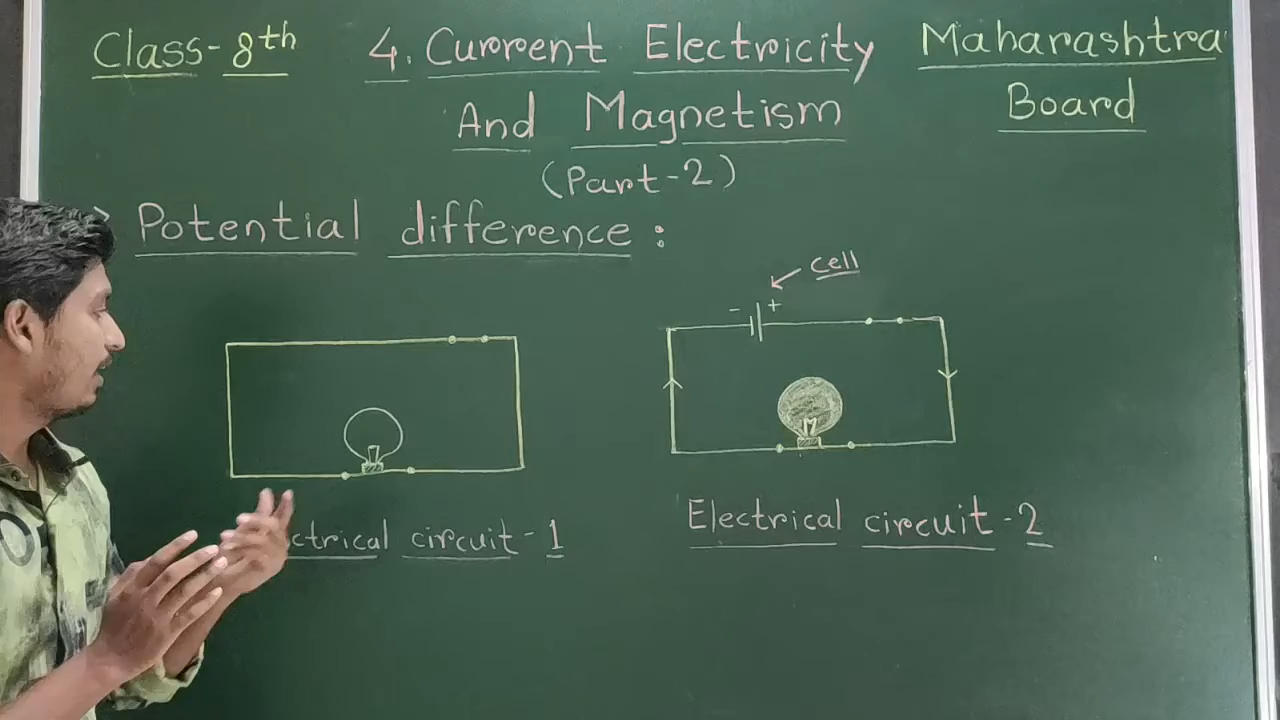 Class-8th 4. Current Electricity Maharashtra
And Magnetism Board
(Part-2)
Potential difference :
cell
- +
circuit-1
Electrical circuit-2